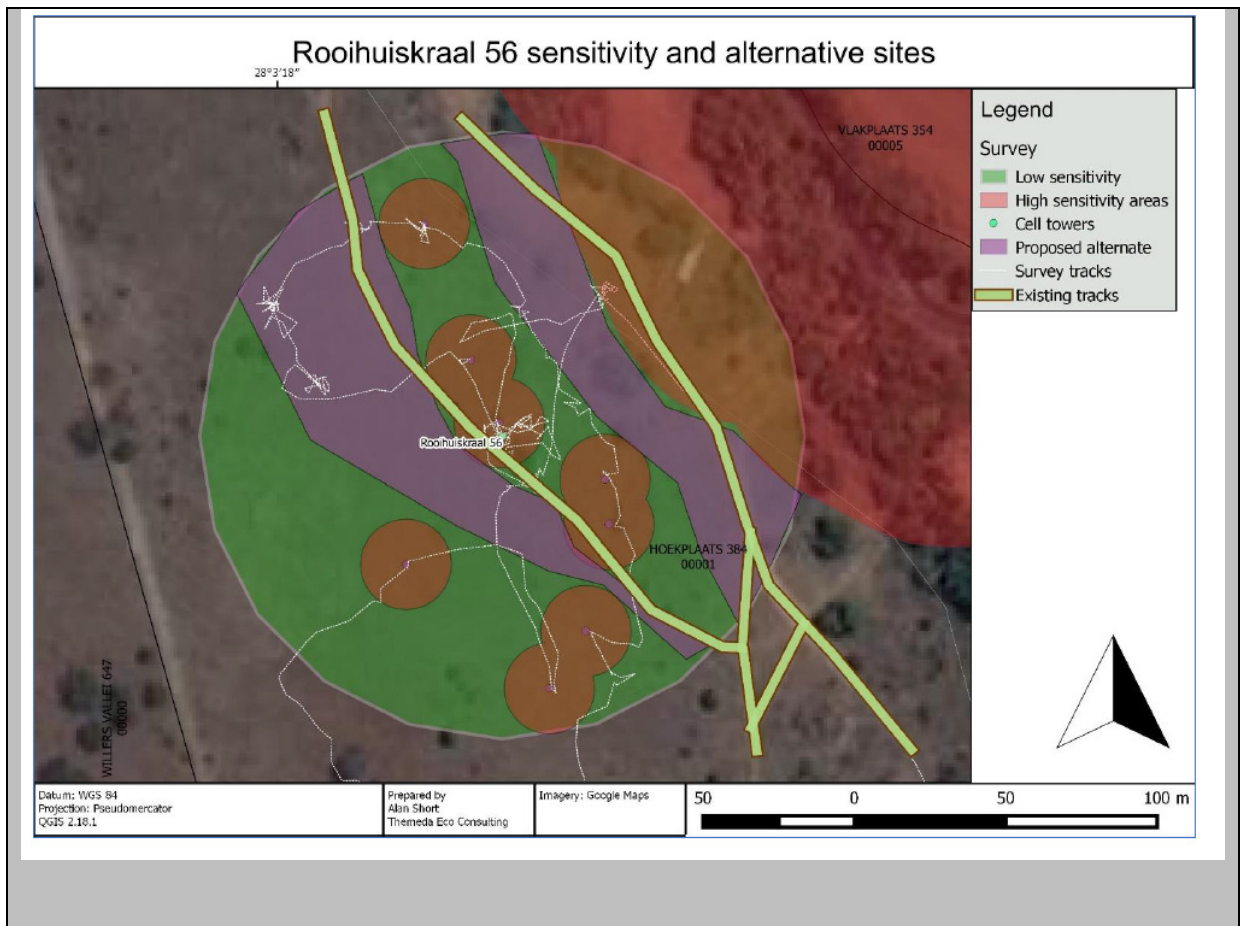 Rooihuiskraal 56 sensitivity and alternative sites
28°3'18"
VLAKPLAATS 354
00005
Rooihuiskraal 56
HOEKPLAATS 384
00001
WILLERS VALLEI 647
00000
Legend
Survey
Low sensitivity
High sensitivity areas
Cell towers
Proposed alternate
Survey tracks
Existing tracks
Datum: WGS 84
Projection: Pseudomercator
QGIS 2.18.1
Prepared by
Alan Short
Themeda Eco Consulting
Imagery: Google Maps
50 0 50 100 m